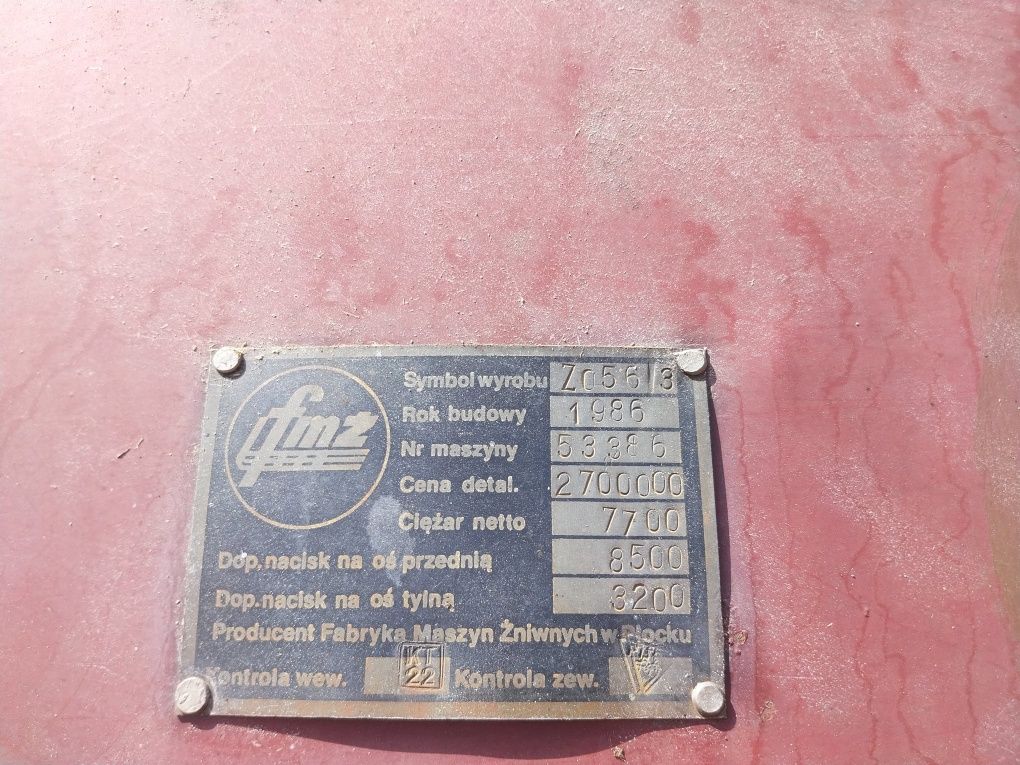 fmz
Symbol wyrobu Z056/3
Rok budowy 1986
Nr maszyny 53386
Cena detal. 2700000
Ciężar netto 7700
Dop. nacisk na oś przednią 8500
Dop. nacisk na oś tylną 3200
Producent Fabryka Maszyn Żniwnych w Płocku
Kontrola wew. KT 22 Kontrola zew.